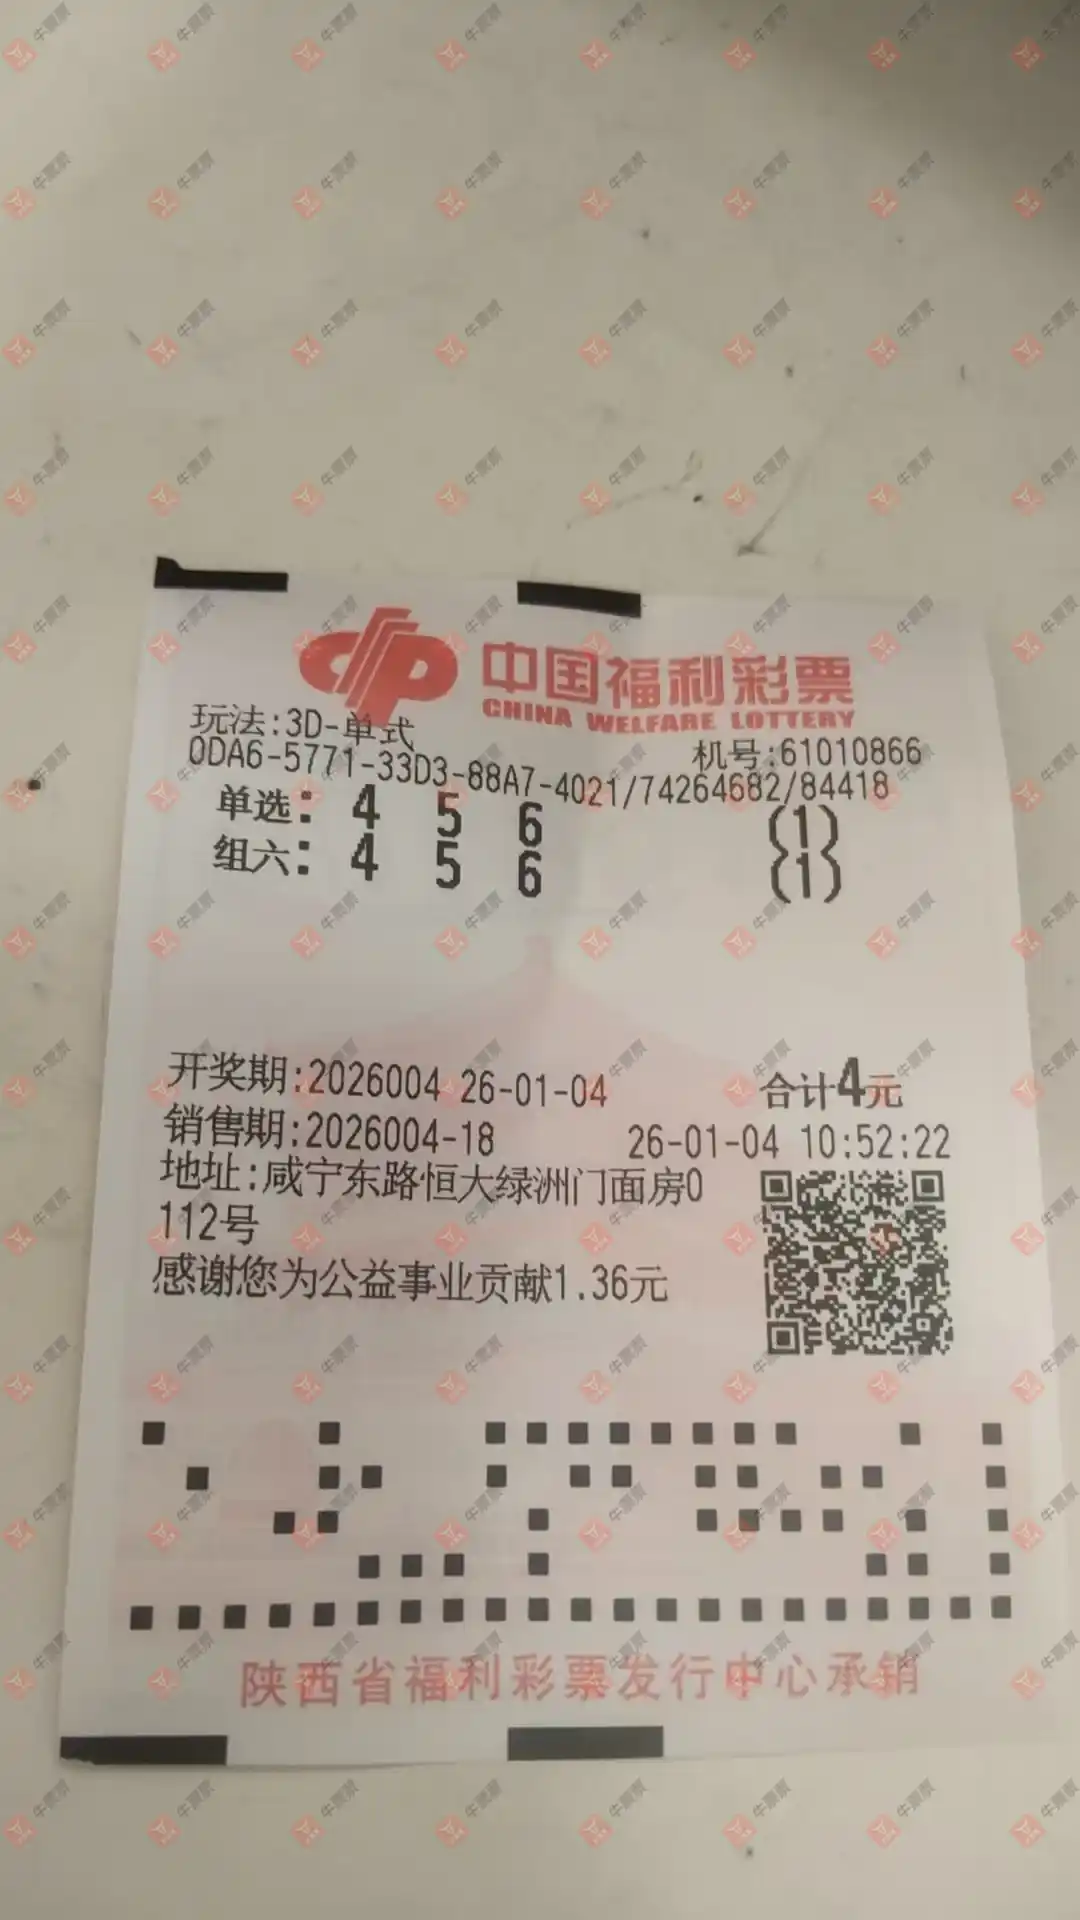 中国福利彩票
CHINA WELFARE LOTTERY
玩法:3D-单式
机号:61010866
0DA6-5771-33D3-88A7-4021/74264682/84418
单选: 4 5 6 (1)
组六: 4 5 6 (1)
开奖期:2026004 26-01-04 合计4元
销售期:2026004-18 26-01-04 10:52:22
地址:咸宁东路恒大绿洲门面房0
112号
感谢您为公益事业贡献1.36元
陕西省福利彩票发行中心承销
牛票票